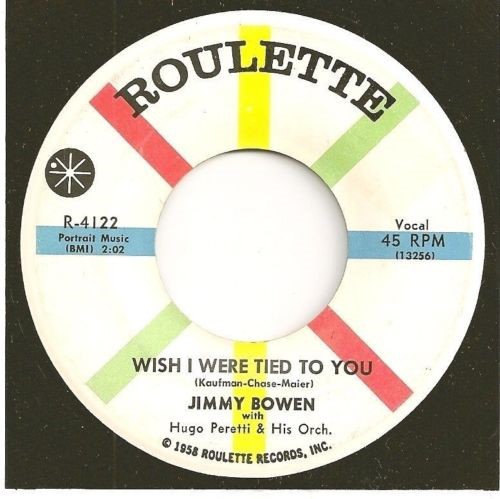 ROULETTE
R-4122
Portrait Music
(BMI) 2:02
Vocal
45 RPM
(13256)
WISH I WERE TIED TO YOU
(Kaufman-Chase-Maier)
JIMMY BOWEN
with
Hugo Peretti & His Orch.
© 1958 ROULETTE RECORDS, INC.